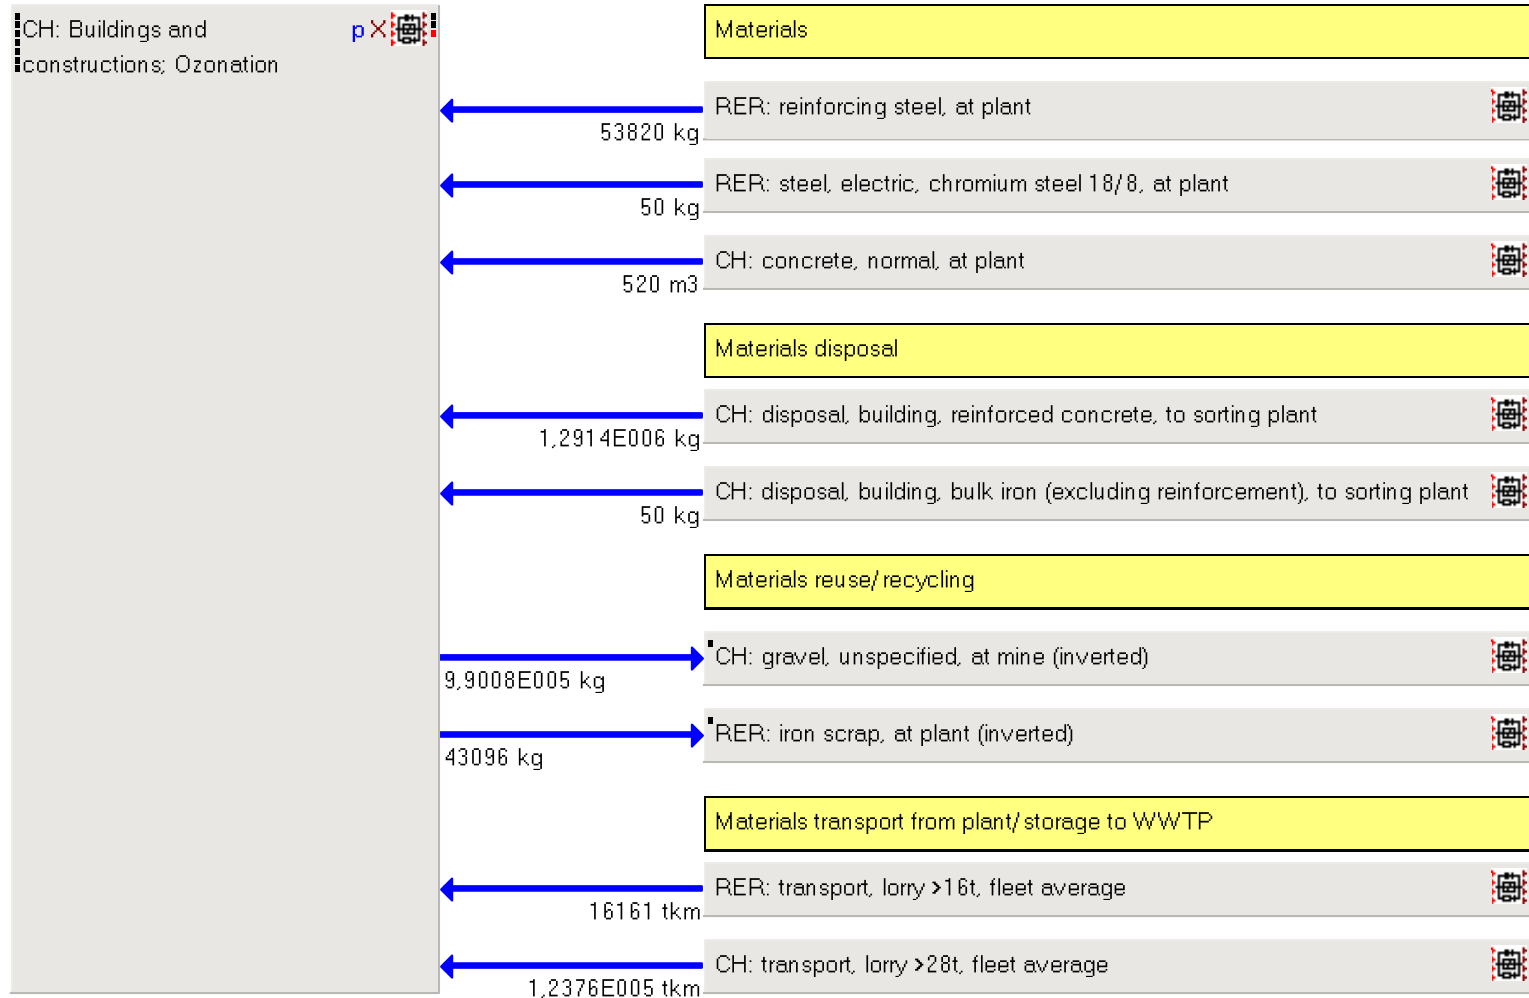 CH: Buildings and
constructions; Ozonation
p X
Materials
RER: reinforcing steel, at plant
53820 kg
RER: steel, electric, chromium steel 18/8, at plant
50 kg
CH: concrete, normal, at plant
520 m3
Materials disposal
CH: disposal, building, reinforced concrete, to sorting plant
1,2914E006 kg
CH: disposal, building, bulk iron (excluding reinforcement), to sorting plant
50 kg
Materials reuse/recycling
CH: gravel, unspecified, at mine (inverted)
9,9008E005 kg
RER: iron scrap, at plant (inverted)
43096 kg
Materials transport from plant/storage to WWTP
RER: transport, lorry >16t, fleet average
16161 tkm
CH: transport, lorry >28t, fleet average
1,2376E005 tkm